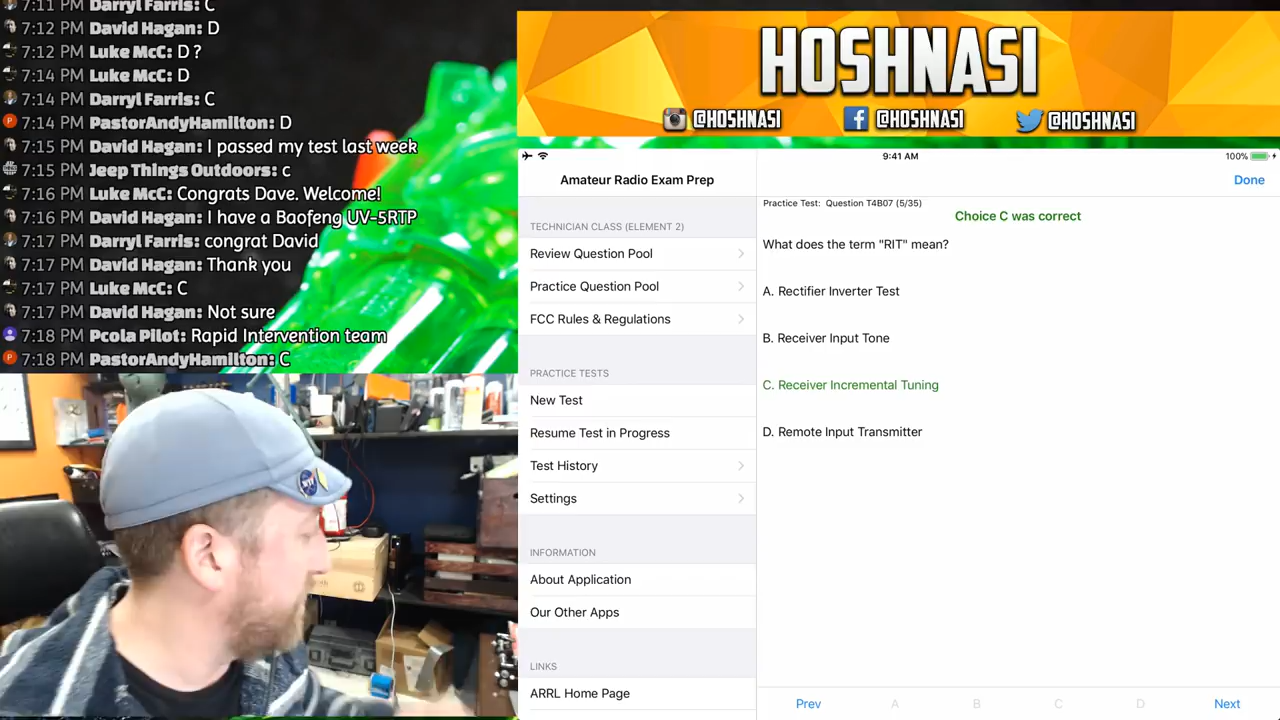 7:11 PM Darryl Farris: C
7:12 PM David Hagan: D
7:12 PM Luke McC: D ?
7:14 PM Luke McC: D
7:14 PM Darryl Farris: C
7:14 PM PastorAndyHamilton: D
7:15 PM David Hagan: I passed my test last week
7:15 PM Jeep Things Outdoors: c
7:16 PM Luke McC: Congrats Dave. Welcome!
7:16 PM David Hagan: I have a Baofeng UV-5RTP
7:17 PM Darryl Farris: congrat David
7:17 PM David Hagan: Thank you
7:17 PM Luke McC: C
7:17 PM David Hagan: Not sure
7:18 PM Pcola Pilot: Rapid Intervention team
7:18 PM PastorAndyHamilton: C
HOSHNASI
@HOSHNASI @HOSHNASI @HOSHNASI
9:41 AM 100%
Amateur Radio Exam Prep
TECHNICIAN CLASS (ELEMENT 2)
Review Question Pool
Practice Question Pool
FCC Rules & Regulations
PRACTICE TESTS
New Test
Resume Test in Progress
Test History
Settings
INFORMATION
About Application
Our Other Apps
LINKS
ARRL Home Page
Done
Practice Test: Question T4B07 (5/35)
Choice C was correct
What does the term "RIT" mean?
A. Rectifier Inverter Test
B. Receiver Input Tone
C. Receiver Incremental Tuning
D. Remote Input Transmitter
Prev A B C D Next